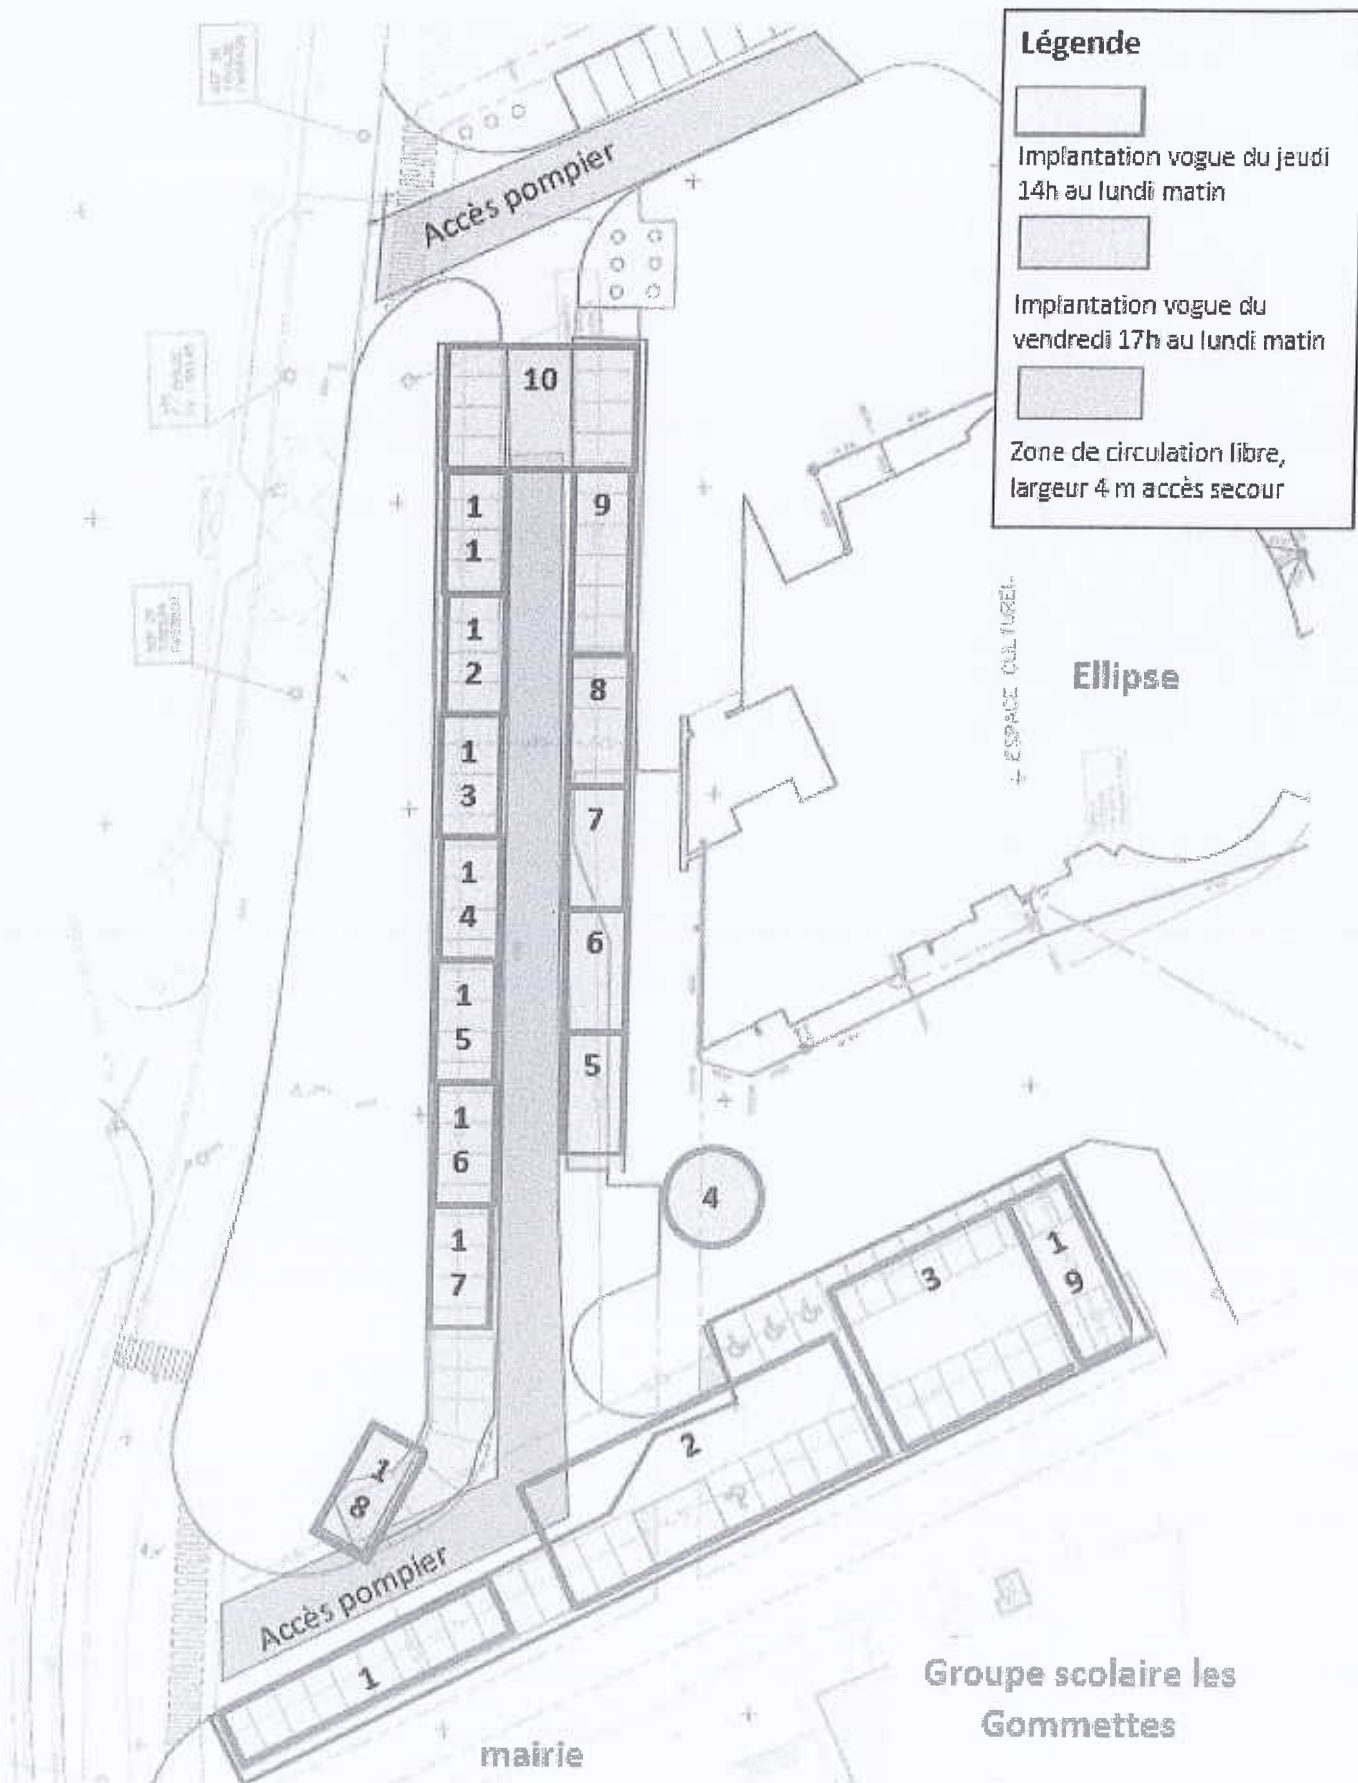 Légende
Implantation vogue du jeudi
14h au lundi matin
Implantation vogue du
vendredi 17h au lundi matin
Zone de circulation libre,
largeur 4 m accès secour
Accès pompier
10
1
1
9
1
2
8
1
3
7
1
4
6
1
5
5
1
6
4
1
7
3
1
9
2
1
8
Accès pompier
1
ESPACE CULTUREL
Ellipse
Groupe scolaire les
Gommettes
mairie